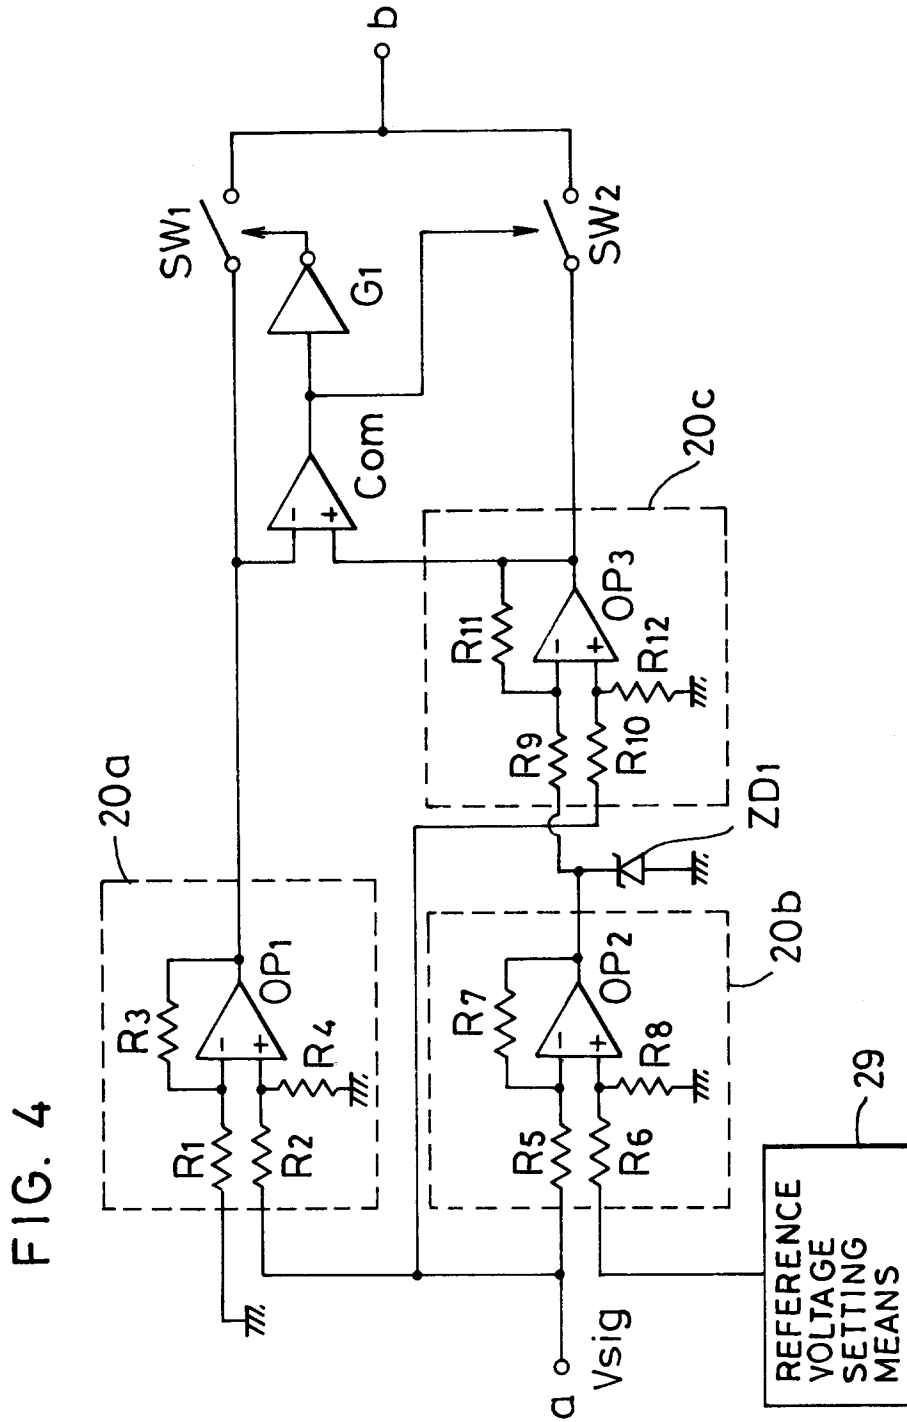 FIG. 4
20a
R1
R2
R3
R4
OP1
-
+
SW1
G1
Com
-
+
b
SW2
a
Vsig
R5
R6
R7
R8
OP2
-
+
20b
ZD1
R9
R10
R11
R12
OP3
-
+
20c
29
REFERENCE
VOLTAGE
SETTING
MEANS